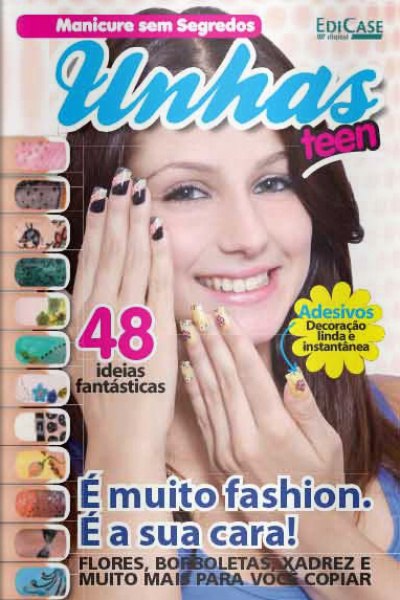 Manicure sem Segredos
EDICASE
digital
Unhas
teen
48
ideias
fantásticas
Adesivos
Decoração
linda e
instantânea
É muito fashion.
É a sua cara!
FLORES, BORBOLETAS, XADREZ E
MUITO MAIS PARA VOCÊ COPIAR